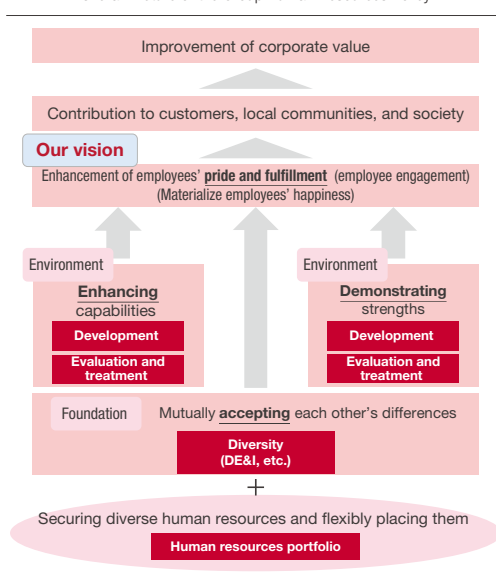 Improvement of corporate value
Contribution to customers, local communities, and society
Our vision
Enhancement of employees' pride and fulfillment (employee engagement)
(Materialize employees' happiness)
Environment
Enhancing
capabilities
Development
Evaluation and
treatment
Environment
Demonstrating
strengths
Development
Evaluation and
treatment
Foundation
Mutually accepting each other's differences
Diversity
(DE&I, etc.)
+
Securing diverse human resources and flexibly placing them
Human resources portfolio